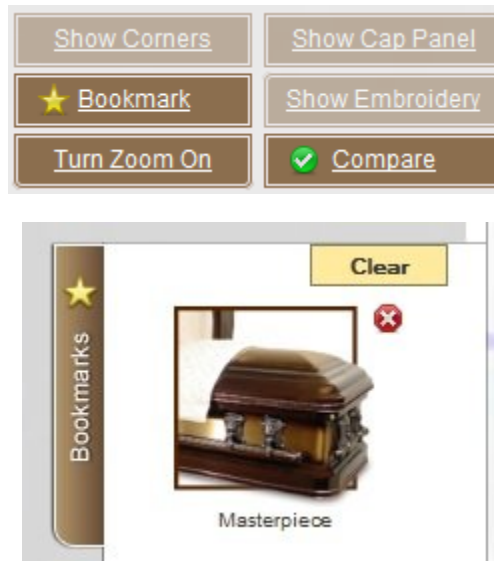 Show Corners
Show Cap Panel
Bookmark
Show Embroidery
Turn Zoom On
Compare
Clear
Bookmarks
Masterpiece